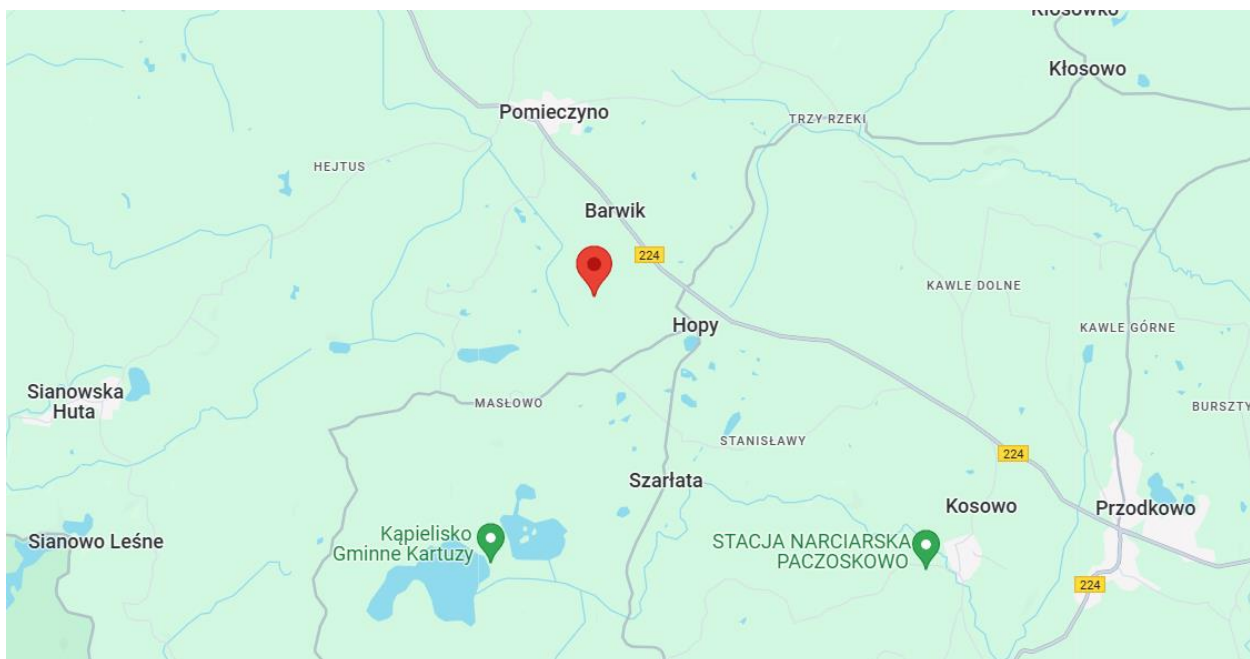 Kłosówko
Kłosowo
Pomieczyno
TRZY RZEKI
HEJTUS
Barwik
224
KAWLE DOLNE
Hopy
KAWLE GÓRNE
Sianowska
Huta
MASŁOWO
BURSZTY
STANISŁAWY
224
Szarłata
Kosowo
Przodkowo
Kąpielisko
Gminne Kartuzy
Sianowo Leśne
STACJA NARCIARSKA
PACZOSKOWO
224